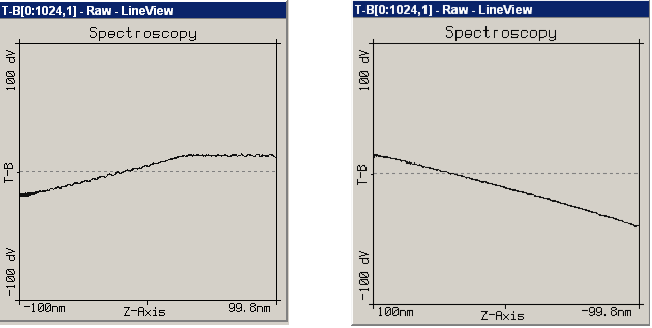 T-B[0:1024,1] - Raw - LineView
Spectroscopy
100 dV
T-B
-100 dV
-100nm
Z-Axis
99.8nm
T-B[0:1024,1] - Raw - LineView
Spectroscopy
100 dV
T-B
-100 dV
100nm
Z-Axis
-99.8nm